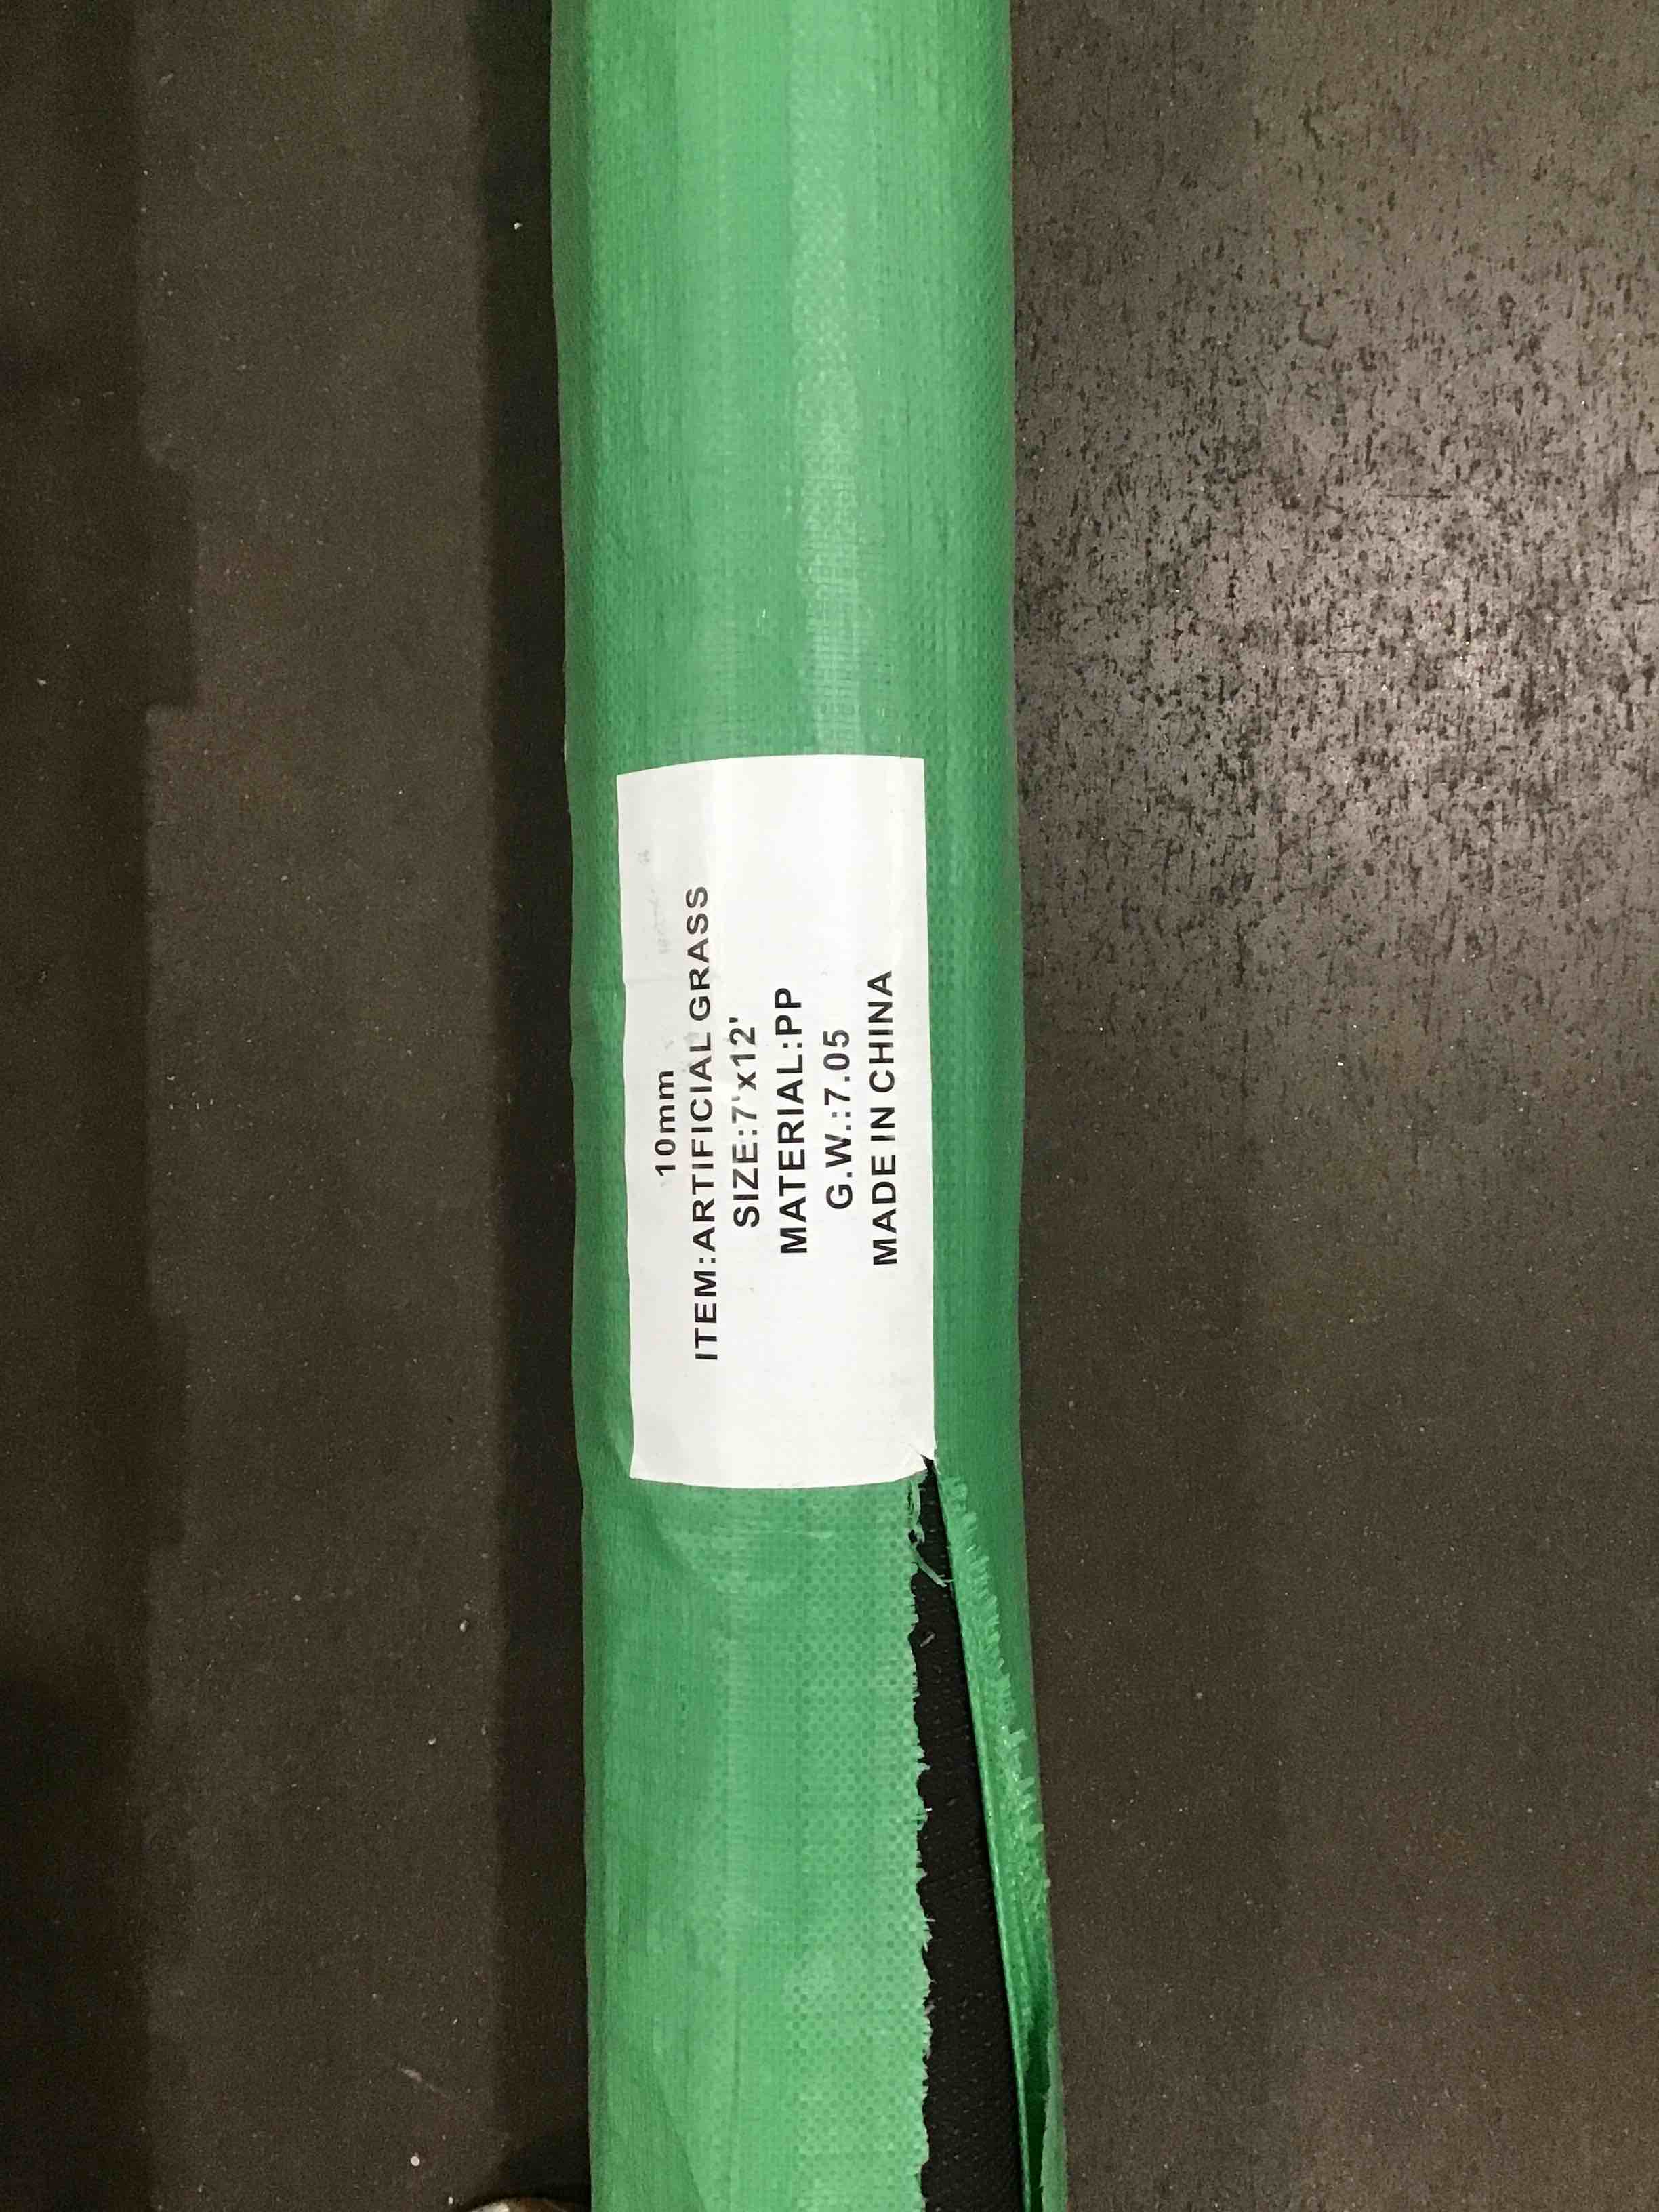 10mm
ITEM:ARTIFICIAL GRASS
SIZE:7'x12'
MATERIAL:PP
G.W.:7.05
MADE IN CHINA